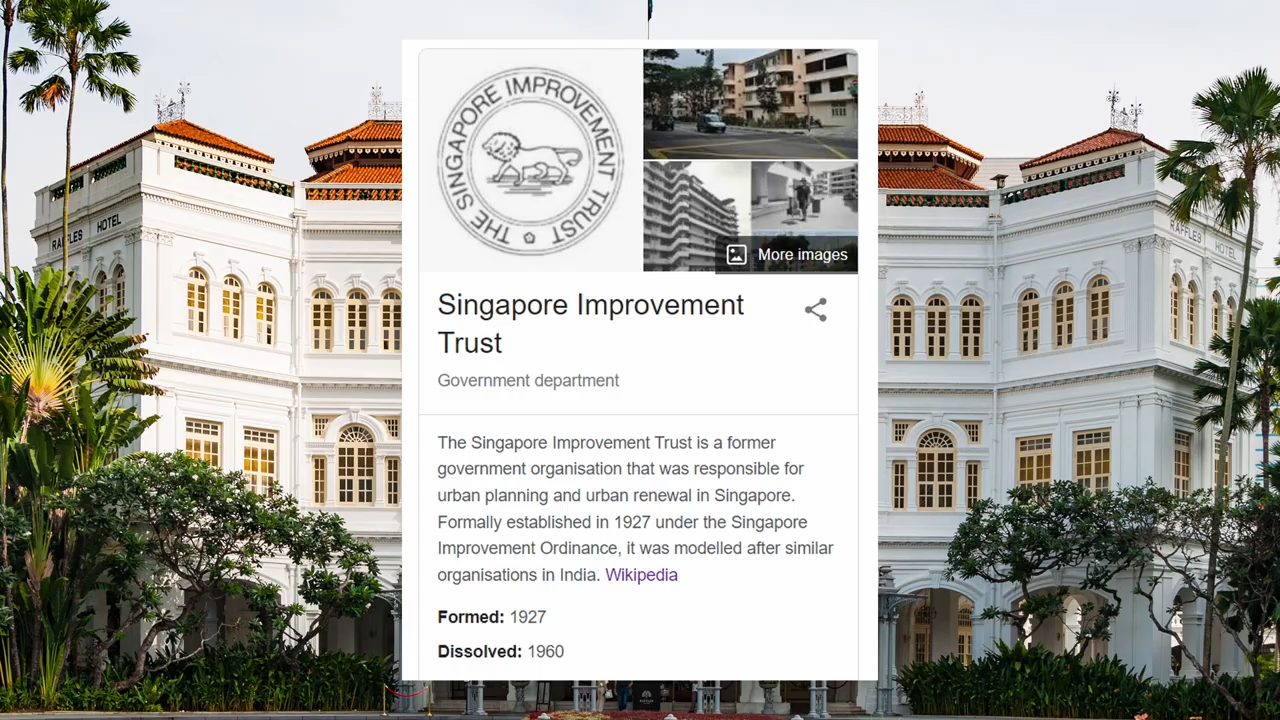 RAFFLES HOTEL
THE SINGAPORE IMPROVEMENT TRUST
More images
RAFFLES HOTEL
Singapore Improvement
Trust
Government department
The Singapore Improvement Trust is a former
government organisation that was responsible for
urban planning and urban renewal in Singapore.
Formally established in 1927 under the Singapore
Improvement Ordinance, it was modelled after similar
organisations in India. Wikipedia
Formed: 1927
Dissolved: 1960